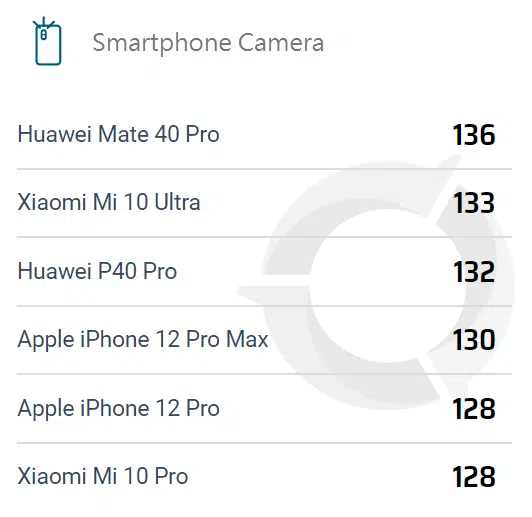 Smartphone Camera
Huawei Mate 40 Pro 136
Xiaomi Mi 10 Ultra 133
Huawei P40 Pro 132
Apple iPhone 12 Pro Max 130
Apple iPhone 12 Pro 128
Xiaomi Mi 10 Pro 128